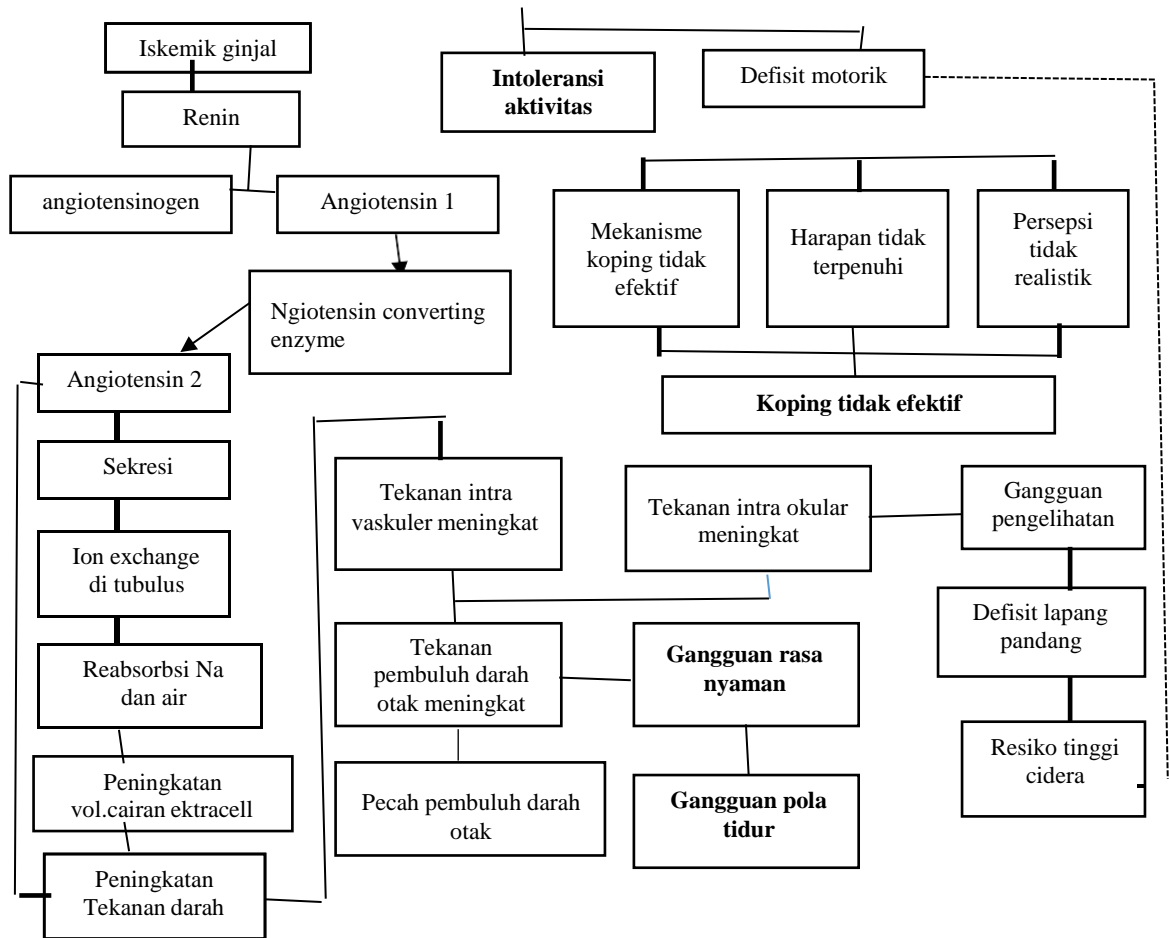 Iskemik ginjal
Renin
angiotensinogen
Angiotensin 1
Ngiotensin converting
enzyme
Angiotensin 2
Sekresi
Ion exchange
di tubulus
Reabsorbsi Na
dan air
Peningkatan
vol.cairan ektracell
Peningkatan
Tekanan darah
Intoleransi
aktivitas
Defisit motorik
Mekanisme
koping tidak
efektif
Harapan tidak
terpenuhi
Persepsi
tidak
realistik
Koping tidak efektif
Tekanan intra
vaskuler meningkat
Tekanan intra okular
meningkat
Gangguan
pengelihatan
Tekanan
pembuluh darah
otak meningkat
Gangguan rasa
nyaman
Defisit lapang
pandang
Pecah pembuluh darah
otak
Gangguan pola
tidur
Resiko tinggi
cidera